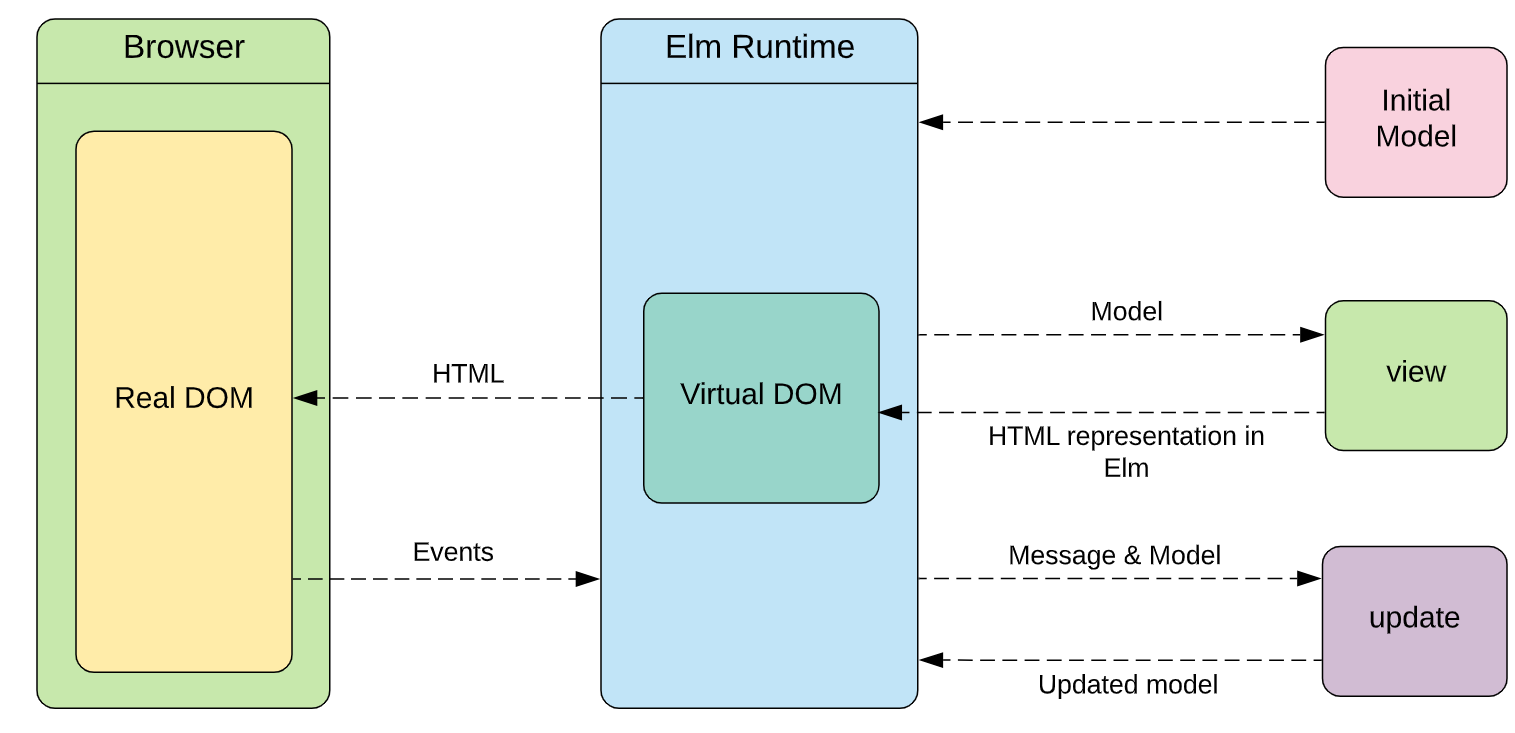 Browser
Elm Runtime
Initial
Model
Model
view
HTML
Real DOM
Virtual DOM
HTML representation in
Elm
Events
Message & Model
update
Updated model